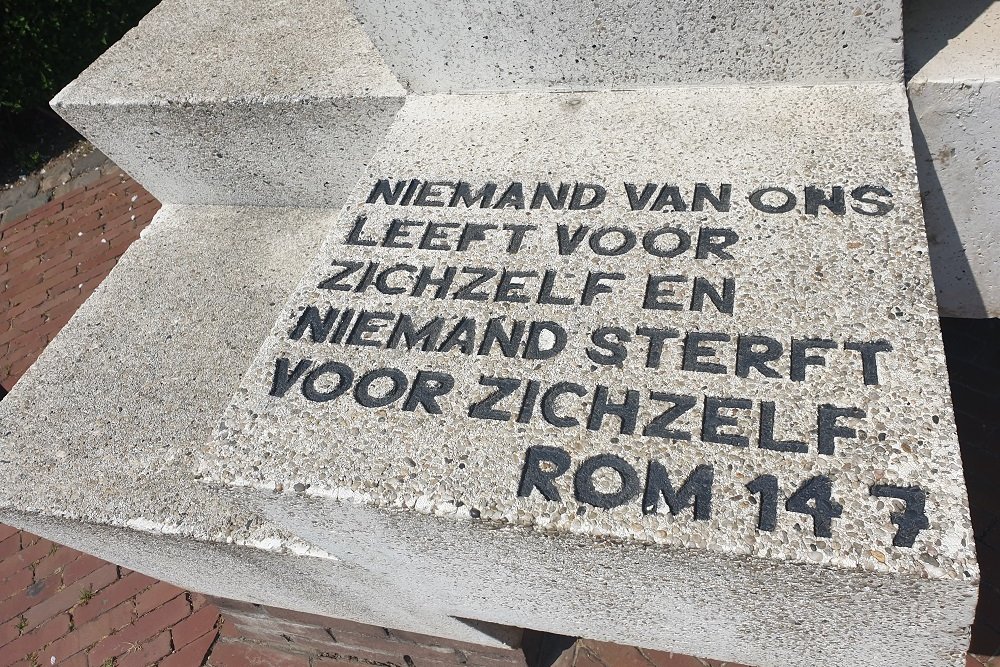 NIEMAND VAN ONS
LEEFT VOOR
ZICHZELF EN
NIEMAND STERFT
VOOR ZICHZELF
ROM 14 7